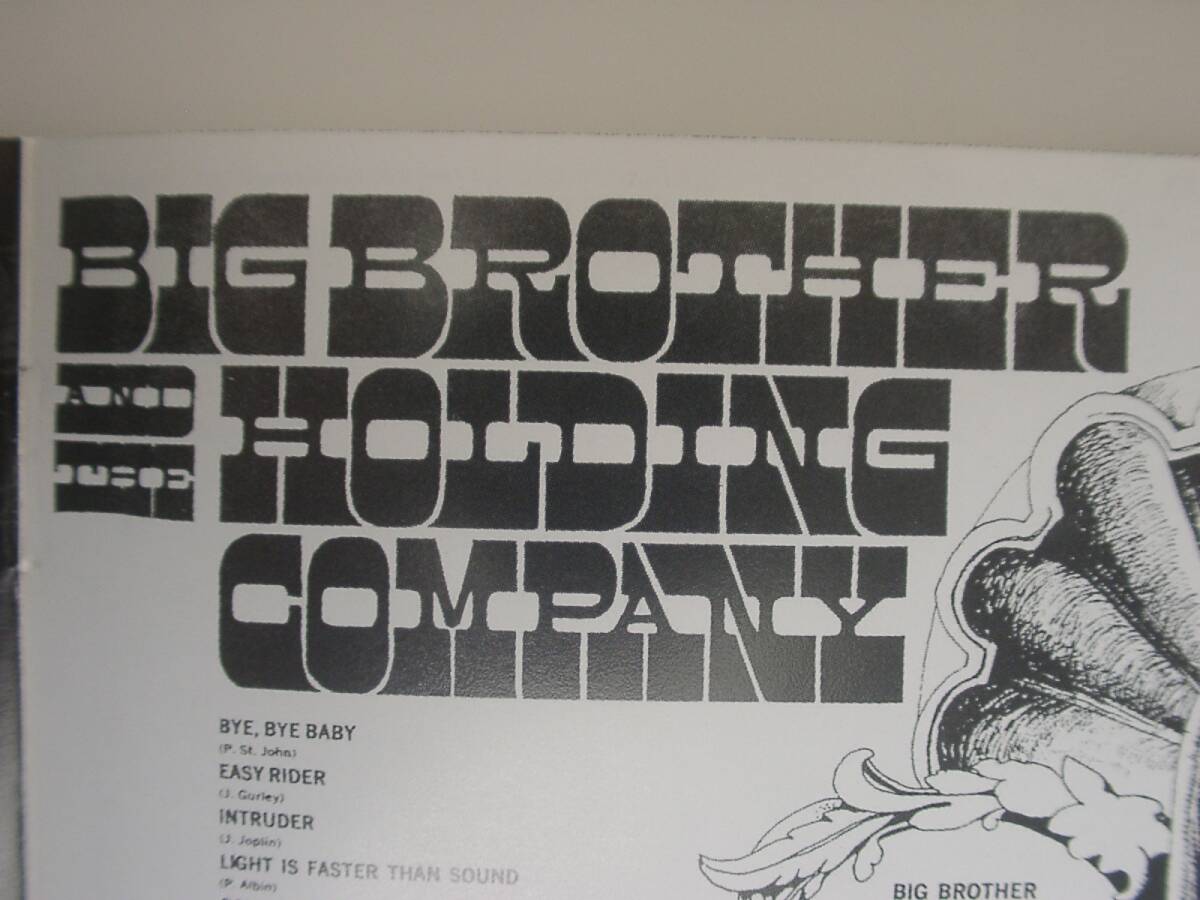 BIG BROTHER
AND THE
HOLDING
COMPANY
BYE, BYE BABY
(P. St. John)
EASY RIDER
(J. Gurley)
INTRUDER
(J. Joplin)
LIGHT IS FASTER THAN SOUND
(P. Albin)
BIG BROTHER